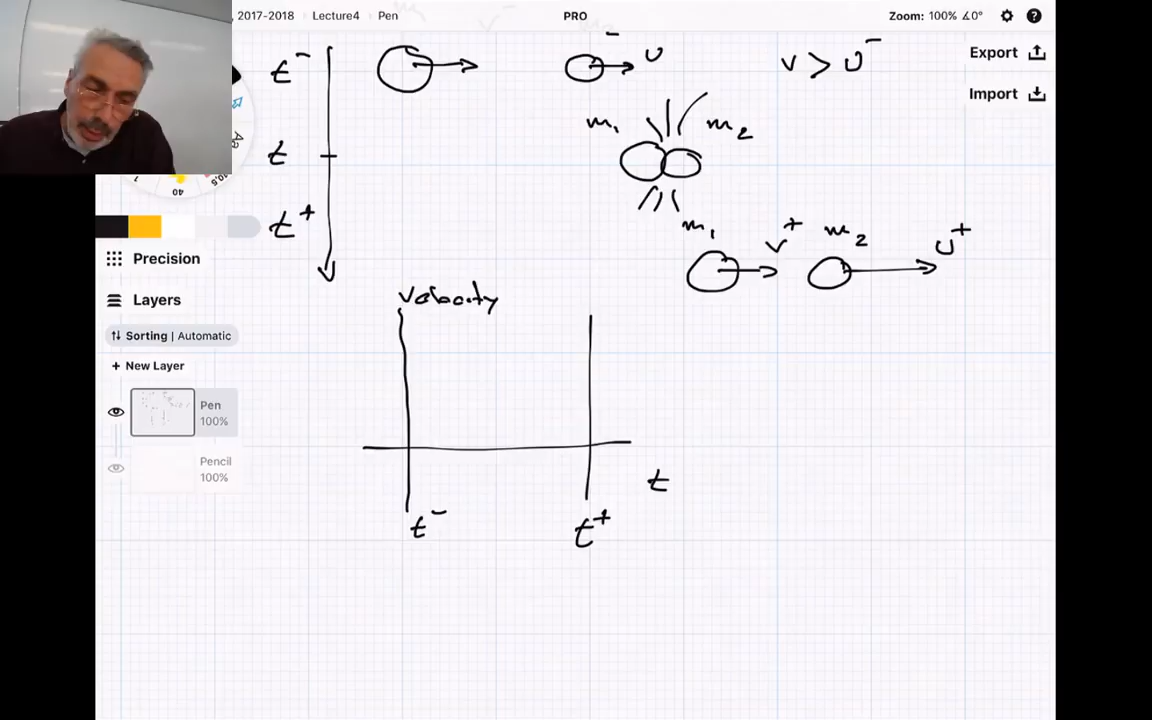 2017-2018 Lecture4 Pen PRO Zoom: 100% ∠0°
Export
Import
t⁻ υ v > υ⁻
m₁ m₂
t
t⁺ m₁ v⁺ m₂ υ⁺
40
Precision
Layers
velocity
Sorting | Automatic
+ New Layer
Pen
100%
Pencil
100%
t
t⁻ t⁺